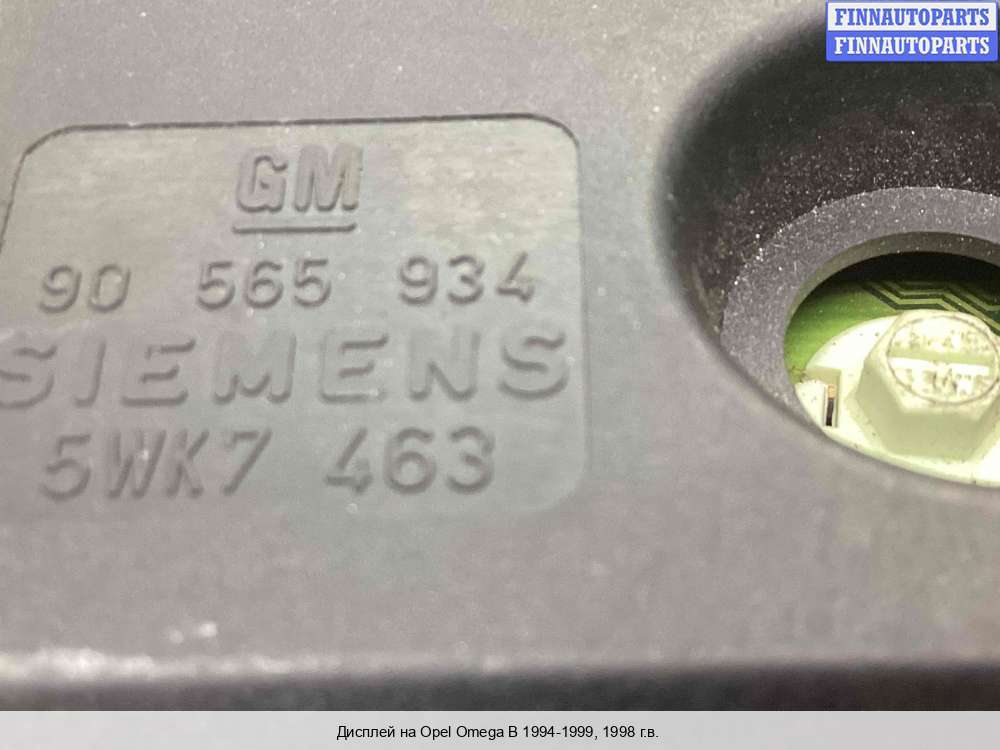 FINNAUTOPARTS
FINNAUTOPARTS
GM
90 565 934
SIEMENS
5WK7 463
Дисплей на Opel Omega B 1994-1999, 1998 г.в.